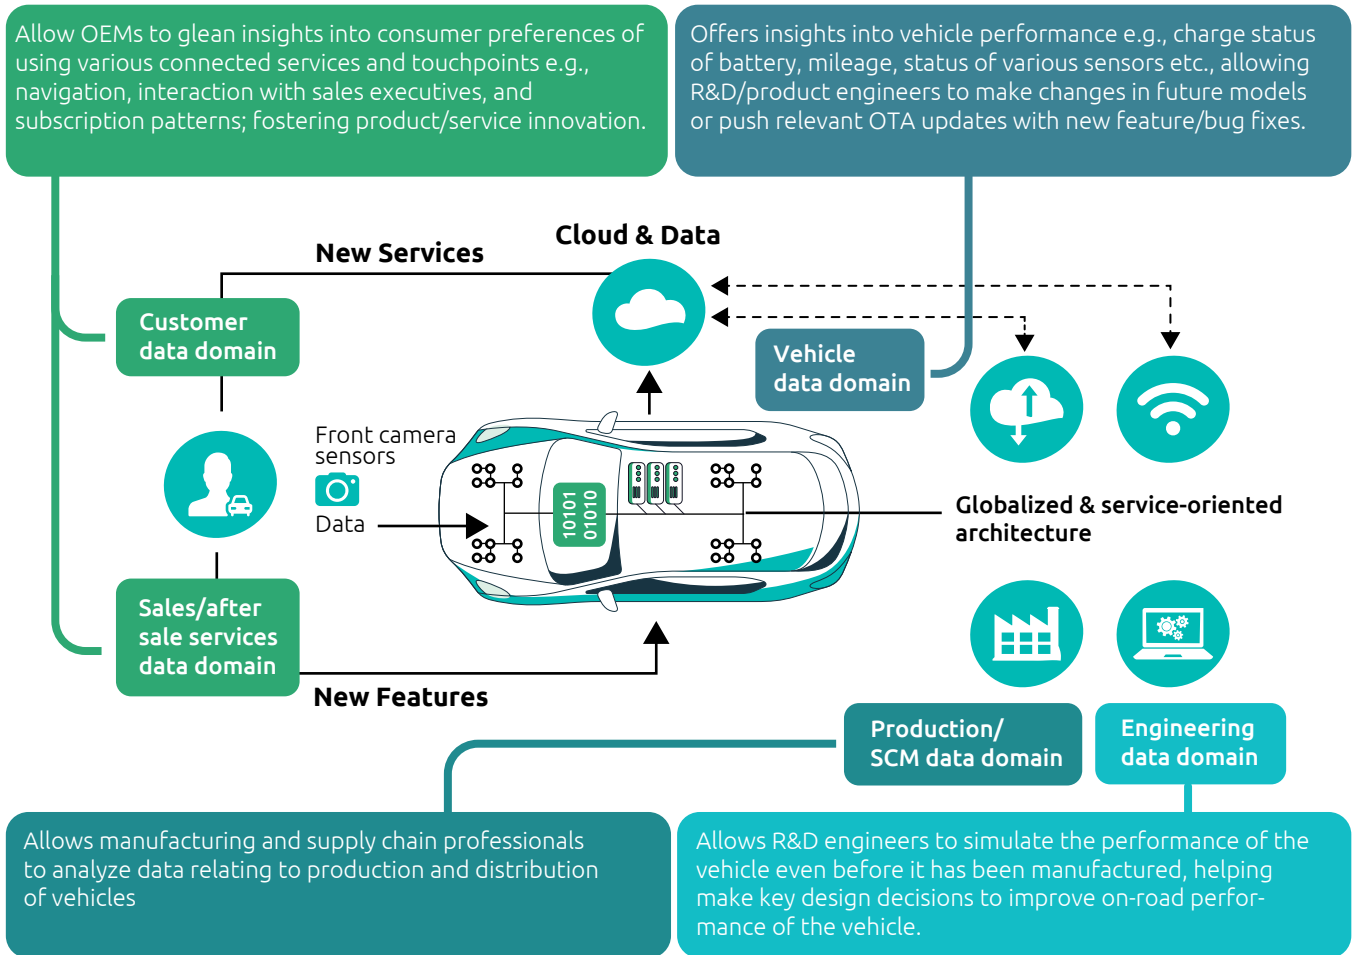 Allow OEMs to glean insights into consumer preferences of
using various connected services and touchpoints e.g.,
navigation, interaction with sales executives, and
subscription patterns; fostering product/service innovation.
Offers insights into vehicle performance e.g., charge status
of battery, mileage, status of various sensors etc., allowing
R&D/product engineers to make changes in future models
or push relevant OTA updates with new feature/bug fixes.
New Services
Cloud & Data
Customer
data domain
Vehicle
data domain
Front camera
sensors
Data
10101
01010
Globalized & service-oriented
architecture
Sales/after
sale services
data domain
New Features
Production/
SCM data domain
Engineering
data domain
Allows manufacturing and supply chain professionals
to analyze data relating to production and distribution
of vehicles
Allows R&D engineers to simulate the performance of the
vehicle even before it has been manufactured, helping
make key design decisions to improve on-road perfor-
mance of the vehicle.